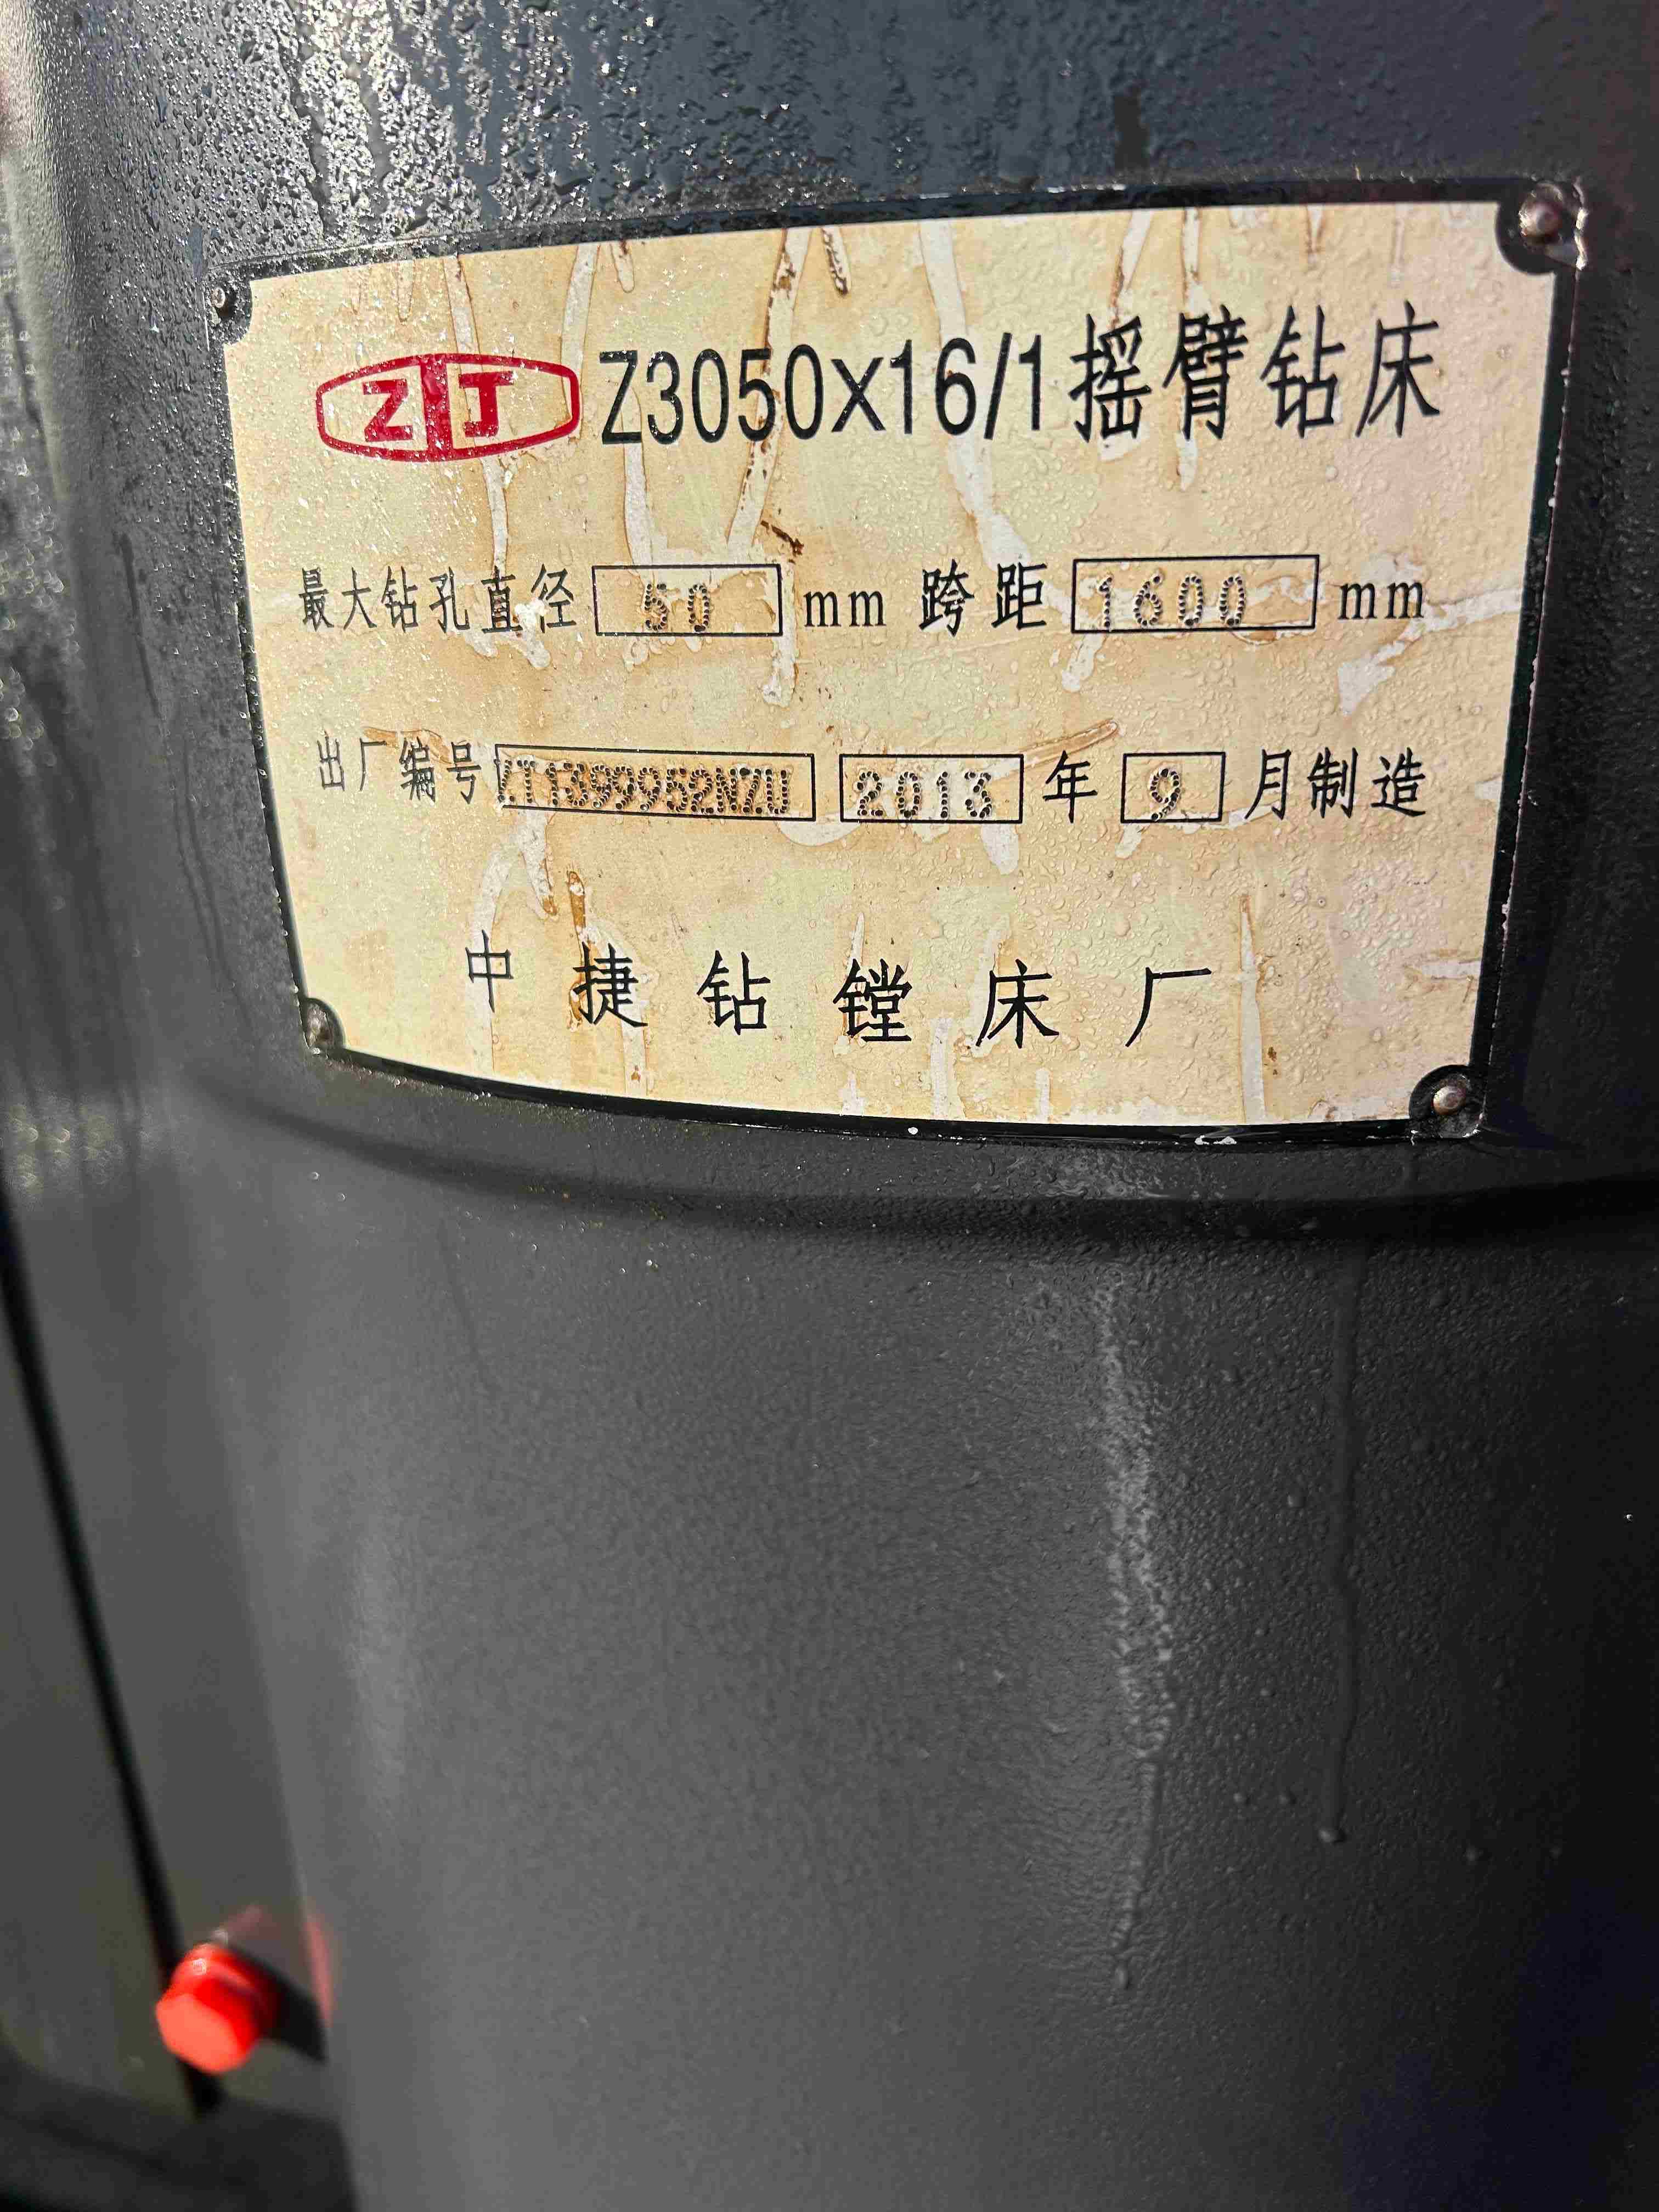 ZJ Z3050x16/1摇臂钻床
最大钻孔直径 50 mm 跨距 1600 mm
出厂编号 2013 年 9 月制造
中捷钻镗床厂